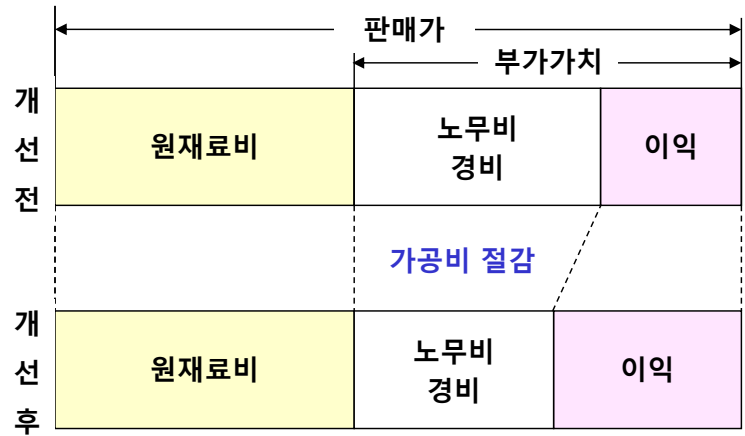 판매가
부가가치
개선전
원재료비
노무비
경비
이익
가공비 절감
개선후
원재료비
노무비
경비
이익